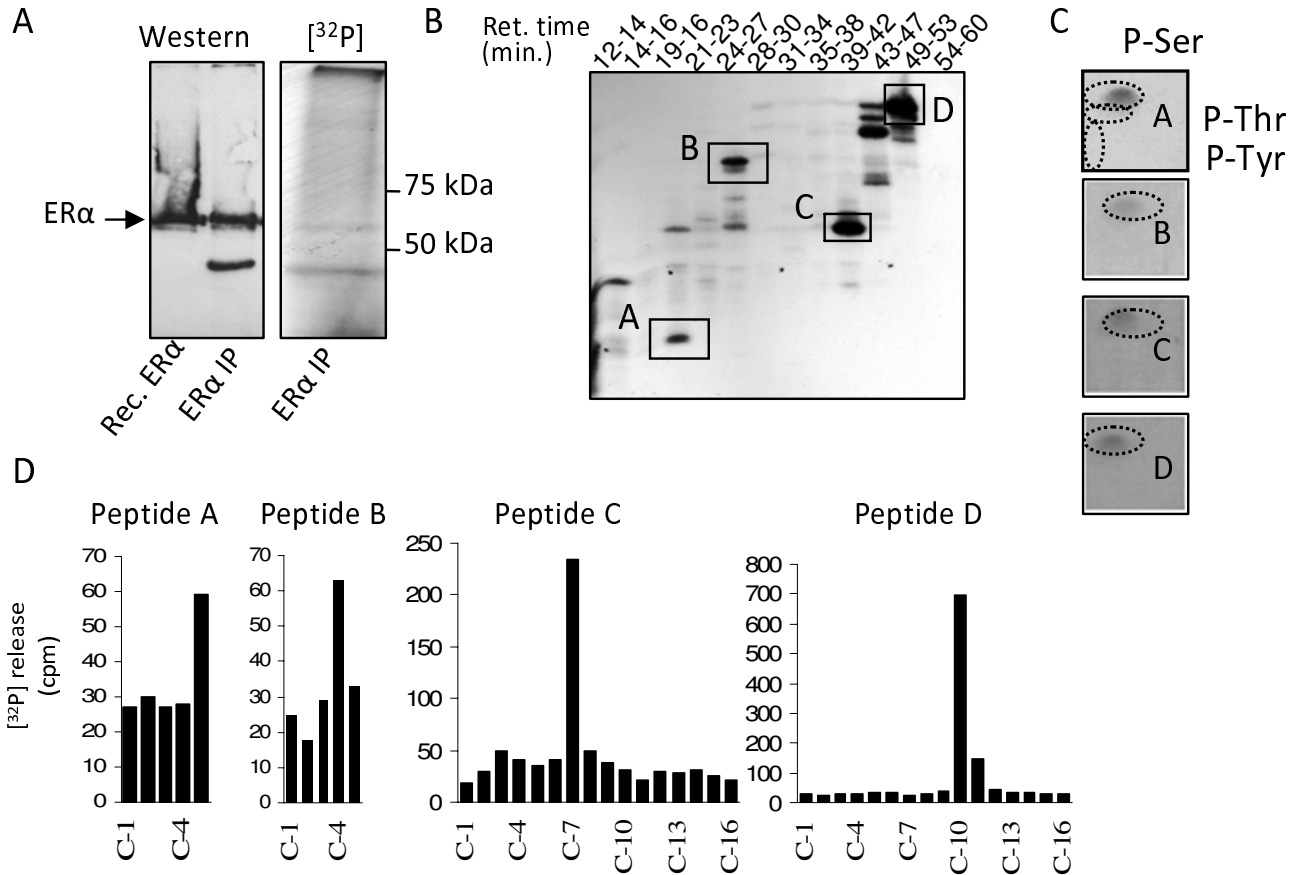 A
Western
[³²P]
ERα
75 kDa
50 kDa
Rec. ERα
ERα IP
ERα IP
B
Ret. time
(min.)
12-14
14-16
19-16
21-23
24-27
28-30
31-34
35-38
39-42
43-47
49-53
54-60
A
B
C
D
C
P-Ser
A
P-Thr
P-Tyr
B
C
D
D
[³²P] release
(cpm)
Peptide A
70
60
50
40
30
20
10
0
C-1
C-4
Peptide B
70
60
50
40
30
20
10
0
C-1
C-4
Peptide C
250
200
150
100
50
0
C-1
C-4
C-7
C-10
C-13
C-16
Peptide D
800
700
600
500
400
300
200
100
0
C-1
C-4
C-7
C-10
C-13
C-16